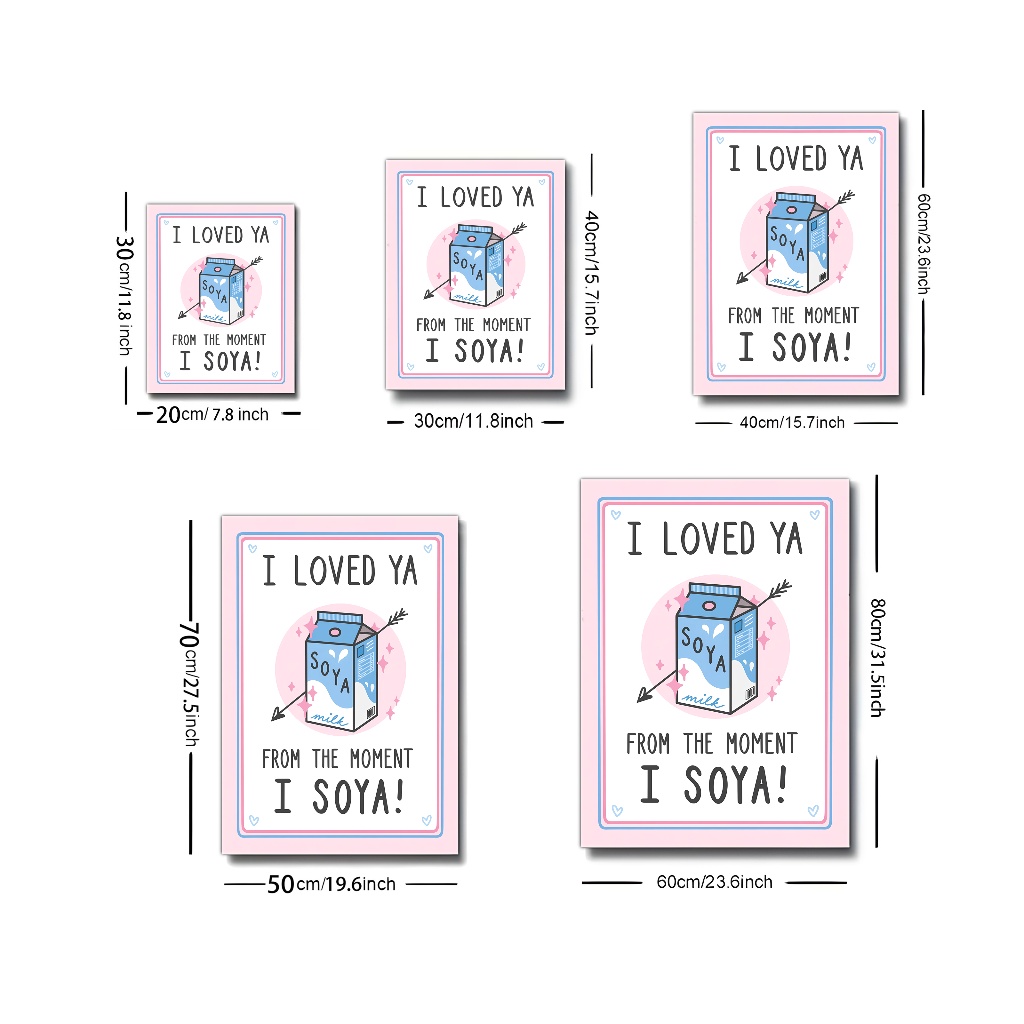 I LOVED YA
SOYA
milk
FROM THE MOMENT
I SOYA!
30cm/11.8 inch
20cm/ 7.8 inch
I LOVED YA
SOYA
milk
FROM THE MOMENT
I SOYA!
40cm/15.7inch
30cm/11.8inch
I LOVED YA
SOYA
milk
FROM THE MOMENT
I SOYA!
60cm/23.6inch
40cm/15.7inch
I LOVED YA
SOYA
milk
FROM THE MOMENT
I SOYA!
70cm/27.5inch
50cm/19.6inch
I LOVED YA
SOYA
milk
FROM THE MOMENT
I SOYA!
80cm/31.5inch
60cm/23.6inch